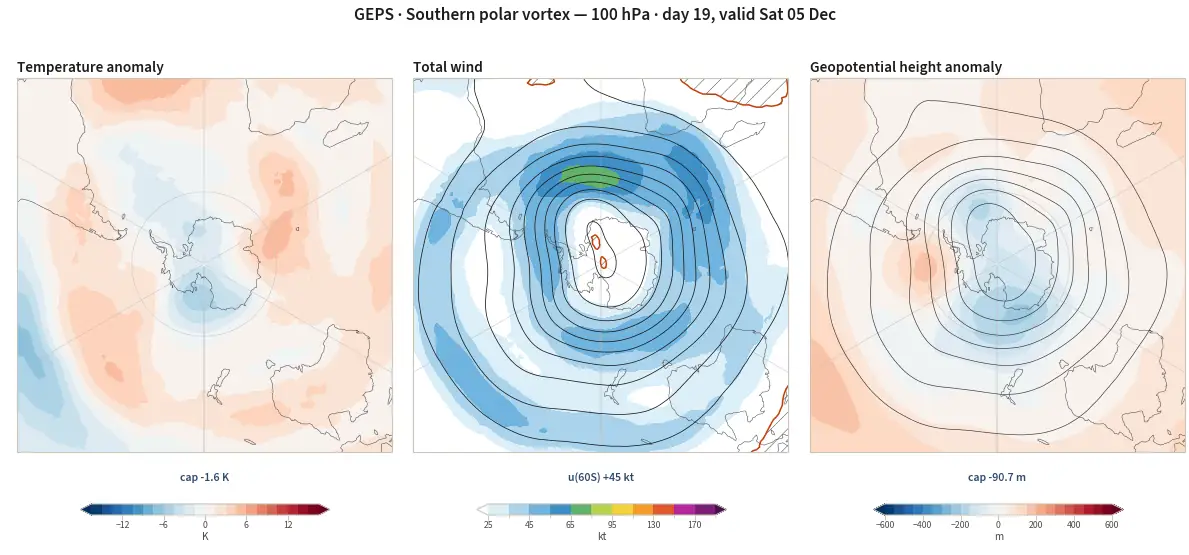 GEPS · Southern polar vortex — 100 hPa · day 19, valid Sat 05 Dec
Temperature anomaly
Total wind
Geopotential height anomaly
cap -1.6 K
u(60S) +45 kt
cap -90.7 m
−12 −6 0 6 12
K
25 45 65 95 130 170
kt
−600 −400 −200 0 200 400 600
m